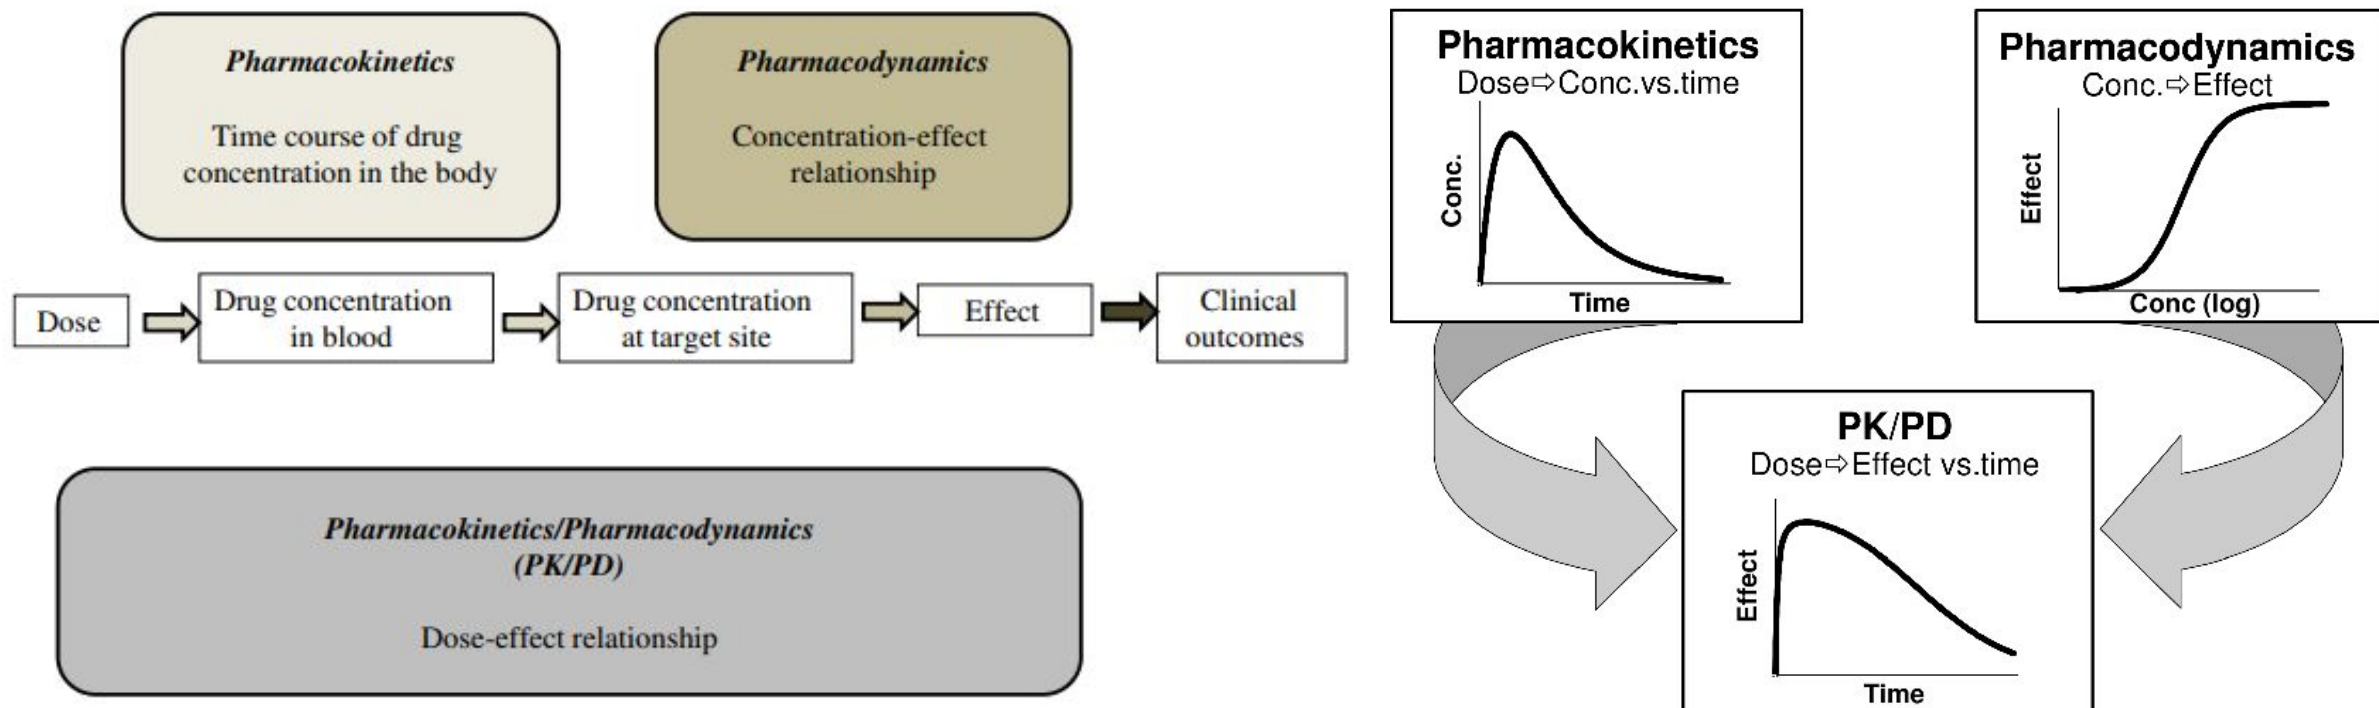 Pharmacokinetics
Time course of drug
concentration in the body
Pharmacodynamics
Concentration-effect
relationship
Dose
Drug concentration
in blood
Drug concentration
at target site
Effect
Clinical
outcomes
Pharmacokinetics/Pharmacodynamics
(PK/PD)
Dose-effect relationship
Pharmacokinetics
Dose⇨Conc.vs.time
Conc.
Time
Pharmacodynamics
Conc.⇨Effect
Effect
Conc (log)
PK/PD
Dose⇨Effect vs.time
Effect
Time